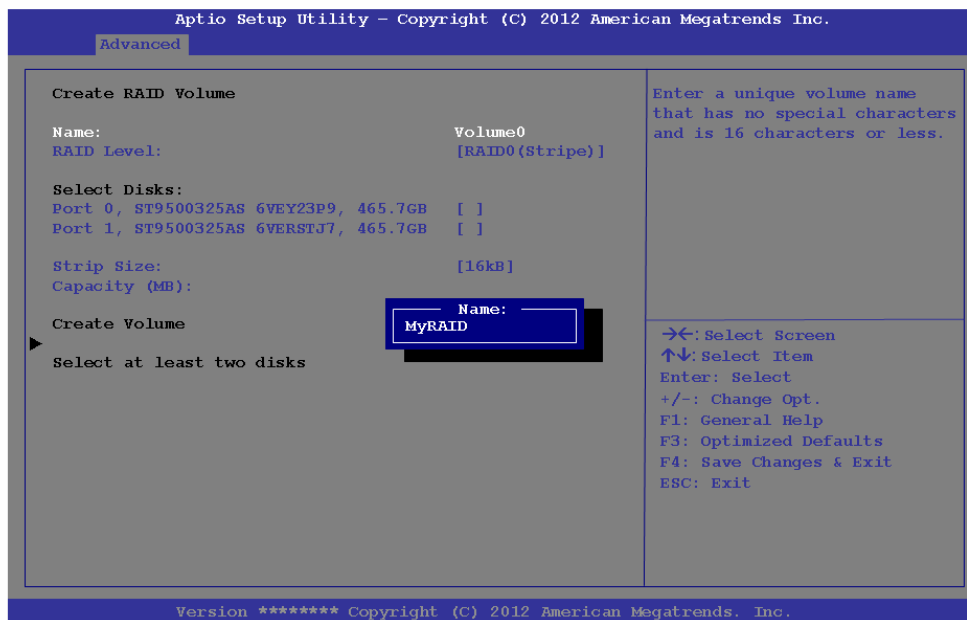 Aptio Setup Utility – Copyright (C) 2012 American Megatrends Inc.
Advanced
Create RAID Volume
Name: Volume0
RAID Level: [RAID0(Stripe)]
Select Disks:
Port 0, ST9500325AS 6VEY23P9, 465.7GB [ ]
Port 1, ST9500325AS 6VERSTJ7, 465.7GB [ ]
Strip Size: [16kB]
Capacity (MB):
Create Volume
Select at least two disks
Name:
MyRAID
Enter a unique volume name
that has no special characters
and is 16 characters or less.
→←: Select Screen
↑↓: Select Item
Enter: Select
+/-: Change Opt.
F1: General Help
F3: Optimized Defaults
F4: Save Changes & Exit
ESC: Exit
Version ******** Copyright (C) 2012 American Megatrends. Inc.